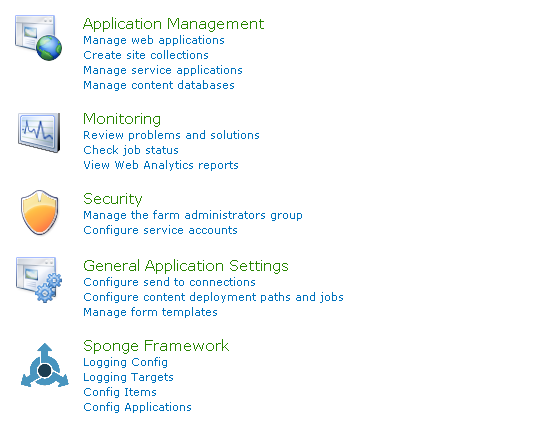 Application Management
Manage web applications
Create site collections
Manage service applications
Manage content databases
Monitoring
Review problems and solutions
Check job status
View Web Analytics reports
Security
Manage the farm administrators group
Configure service accounts
General Application Settings
Configure send to connections
Configure content deployment paths and jobs
Manage form templates
Sponge Framework
Logging Config
Logging Targets
Config Items
Config Applications